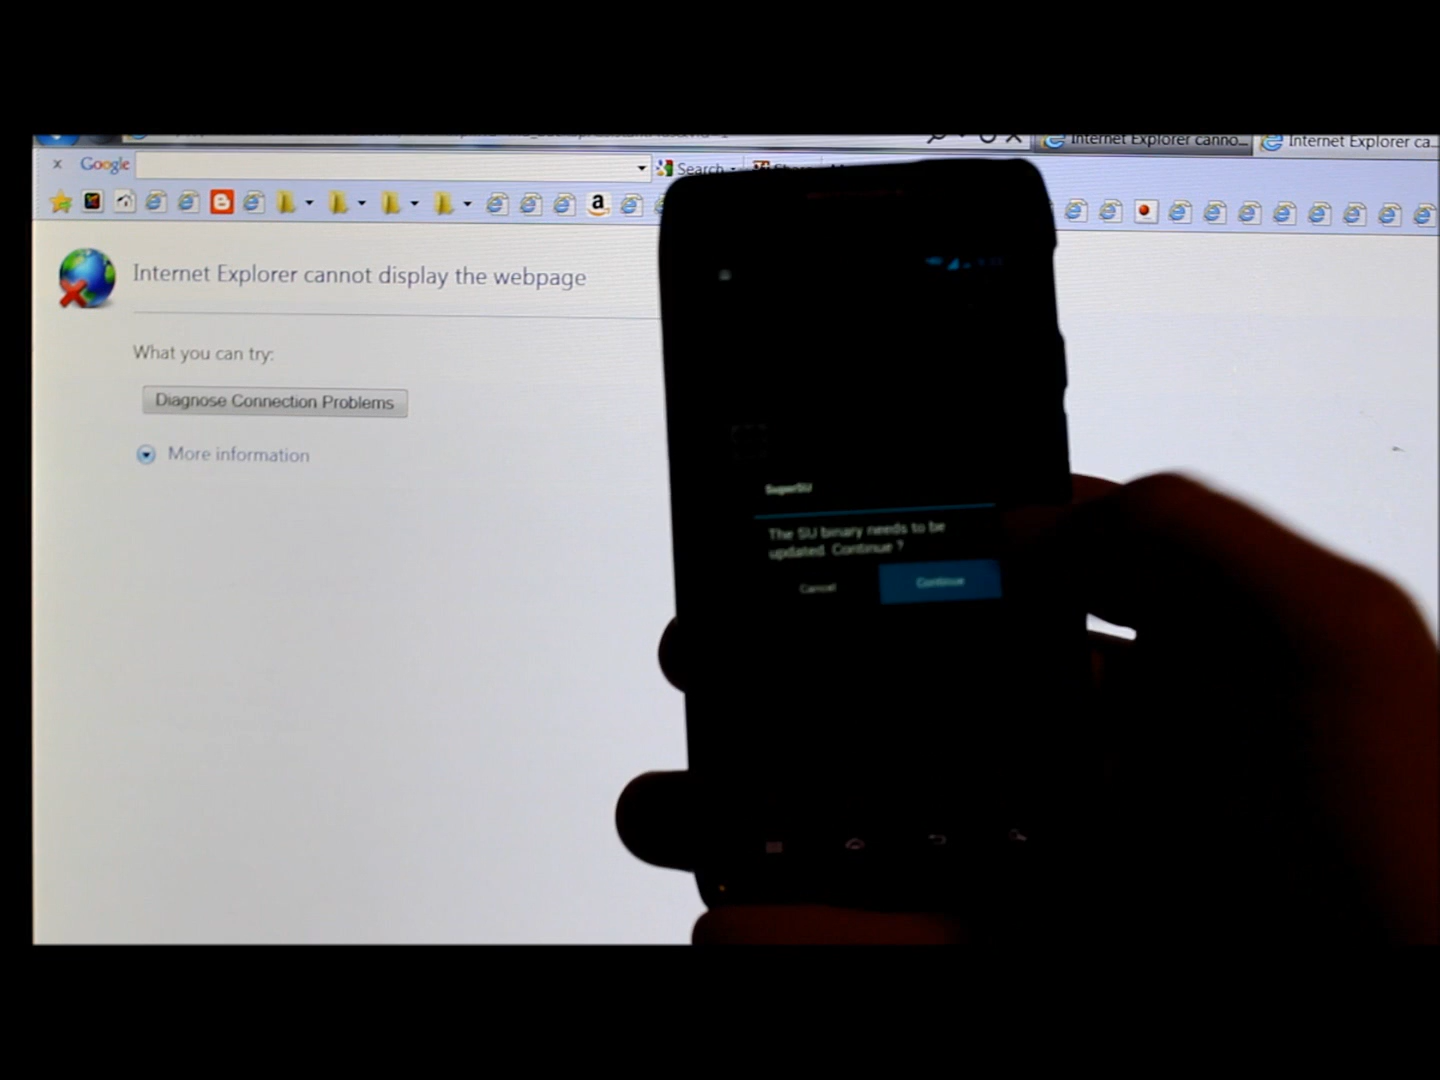 Internet Explorer canno...
Internet Explorer ca...
x Google
Search
Internet Explorer cannot display the webpage
What you can try:
Diagnose Connection Problems
More information
SuperSU
The SU binary needs to be
updated. Continue ?
Cancel
Continue